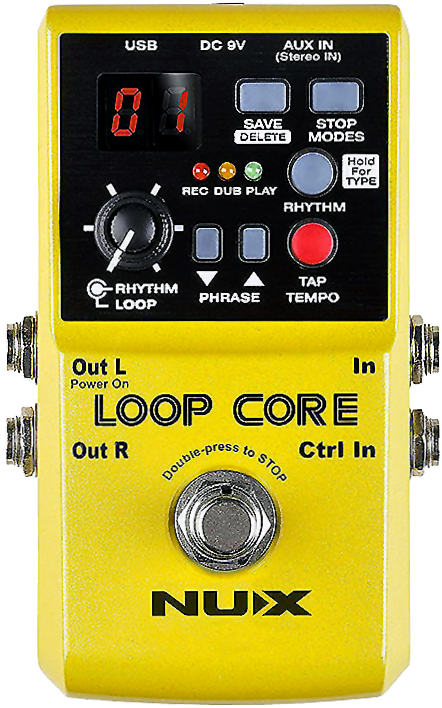 USB DC 9V AUX IN
(Stereo IN)
01
SAVE STOP
DELETE MODES
REC DUB PLAY
Hold
For
TYPE
RHYTHM
RHYTHM
LOOP
PHRASE
TAP
TEMPO
Out L In
Power On
LOOP CORE
Out R Ctrl In
Double-press to STOP
NUX